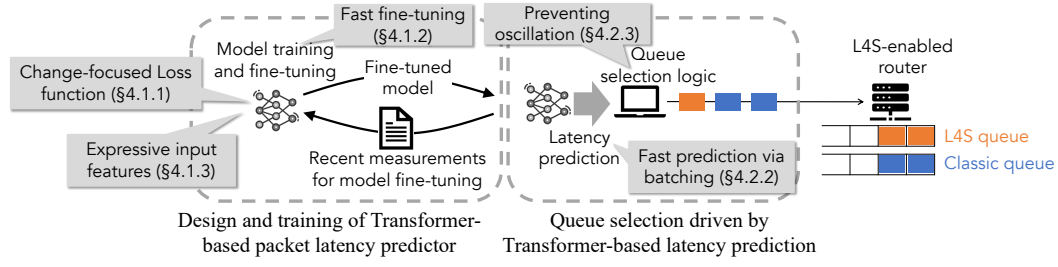 Fast fine-tuning
(§4.1.2)
Preventing
oscillation (§4.2.3)
Model training
and fine-tuning
Change-focused Loss
function (§4.1.1)
Expressive input
features (§4.1.3)
Fine-tuned
model
Recent measurements
for model fine-tuning
Queue
selection logic
Latency
prediction
Fast prediction via
batching (§4.2.2)
L4S-enabled
router
L4S queue
Classic queue
Design and training of Transformer-
based packet latency predictor
Queue selection driven by
Transformer-based latency prediction